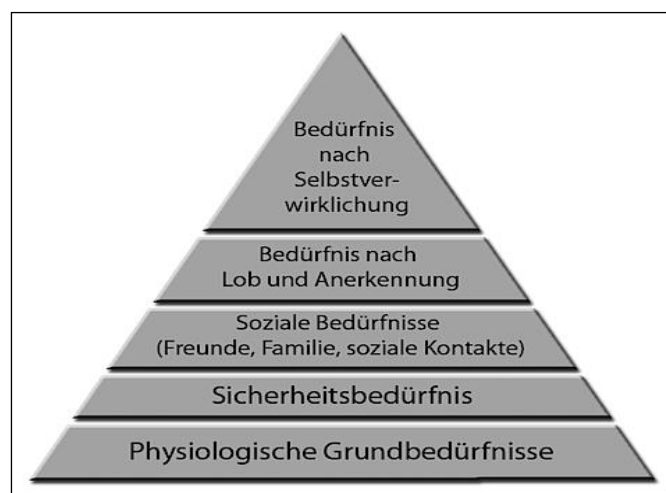 Bedürfnis
nach
Selbstver-
wirklichung
Bedürfnis nach
Lob und Anerkennung
Soziale Bedürfnisse
(Freunde, Familie, soziale Kontakte)
Sicherheitsbedürfnis
Physiologische Grundbedürfnisse